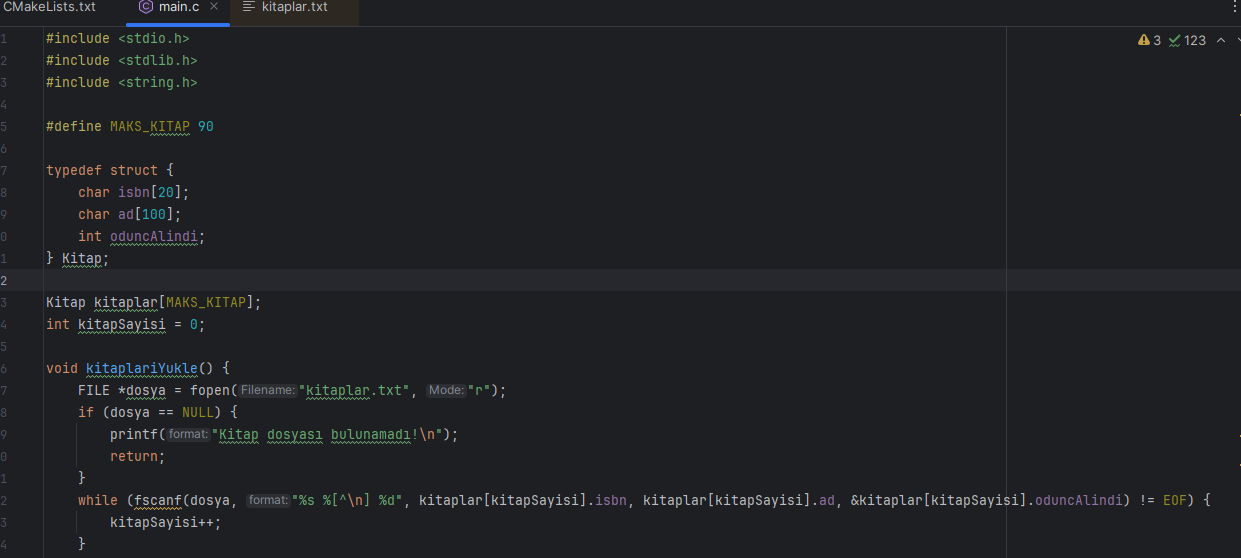 CMakeLists.txt main.c kitaplar.txt
3 123
1 #include <stdio.h>
2 #include <stdlib.h>
3 #include <string.h>
4
5 #define MAKS_KITAP 90
6
7 typedef struct {
8 char isbn[20];
9 char ad[100];
0 int oduncAlindi;
1 } Kitap;
2
3 Kitap kitaplar[MAKS_KITAP];
4 int kitapSayisi = 0;
5
6 void kitaplariYukle() {
7 FILE *dosya = fopen(Filename: "kitaplar.txt", Mode: "r");
8 if (dosya == NULL) {
9 printf(format: "Kitap dosyası bulunamadı!\n");
0 return;
1 }
2 while (fscanf(dosya, format: "%s %[^\n] %d", kitaplar[kitapSayisi].isbn, kitaplar[kitapSayisi].ad, &kitaplar[kitapSayisi].oduncAlindi) != EOF) {
3 kitapSayisi++;
4 }